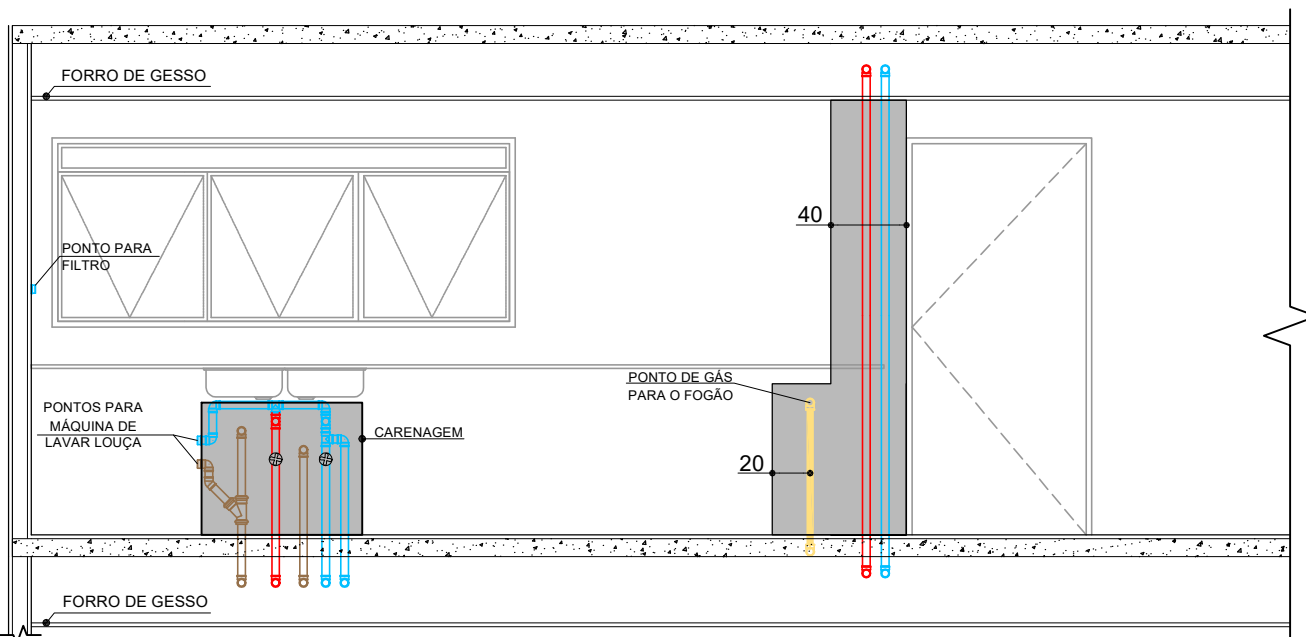 FORRO DE GESSO
40
PONTO PARA
FILTRO
PONTO DE GÁS
PARA O FOGÃO
PONTOS PARA
MÁQUINA DE
LAVAR LOUÇA
CARENAGEM
20
FORRO DE GESSO